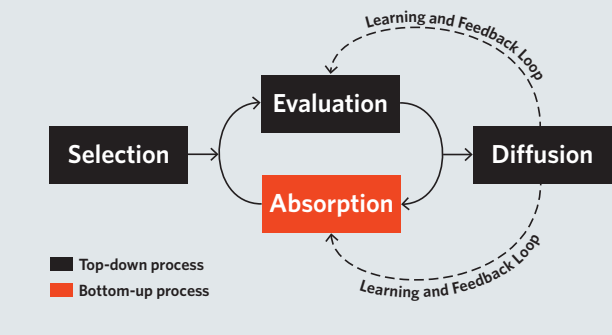 Learning and Feedback Loop
Evaluation
Selection
Diffusion
Absorption
Learning and Feedback Loop
Top-down process
Bottom-up process